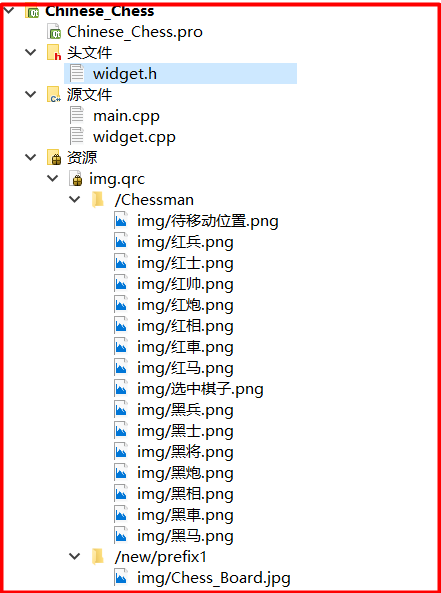 Chinese_Chess
Chinese_Chess.pro
头文件
widget.h
源文件
main.cpp
widget.cpp
资源
img.qrc
/Chessman
img/待移动位置.png
img/红兵.png
img/红士.png
img/红帅.png
img/红炮.png
img/红相.png
img/红車.png
img/红马.png
img/选中棋子.png
img/黑兵.png
img/黑士.png
img/黑将.png
img/黑炮.png
img/黑相.png
img/黑車.png
img/黑马.png
/new/prefix1
img/Chess_Board.jpg